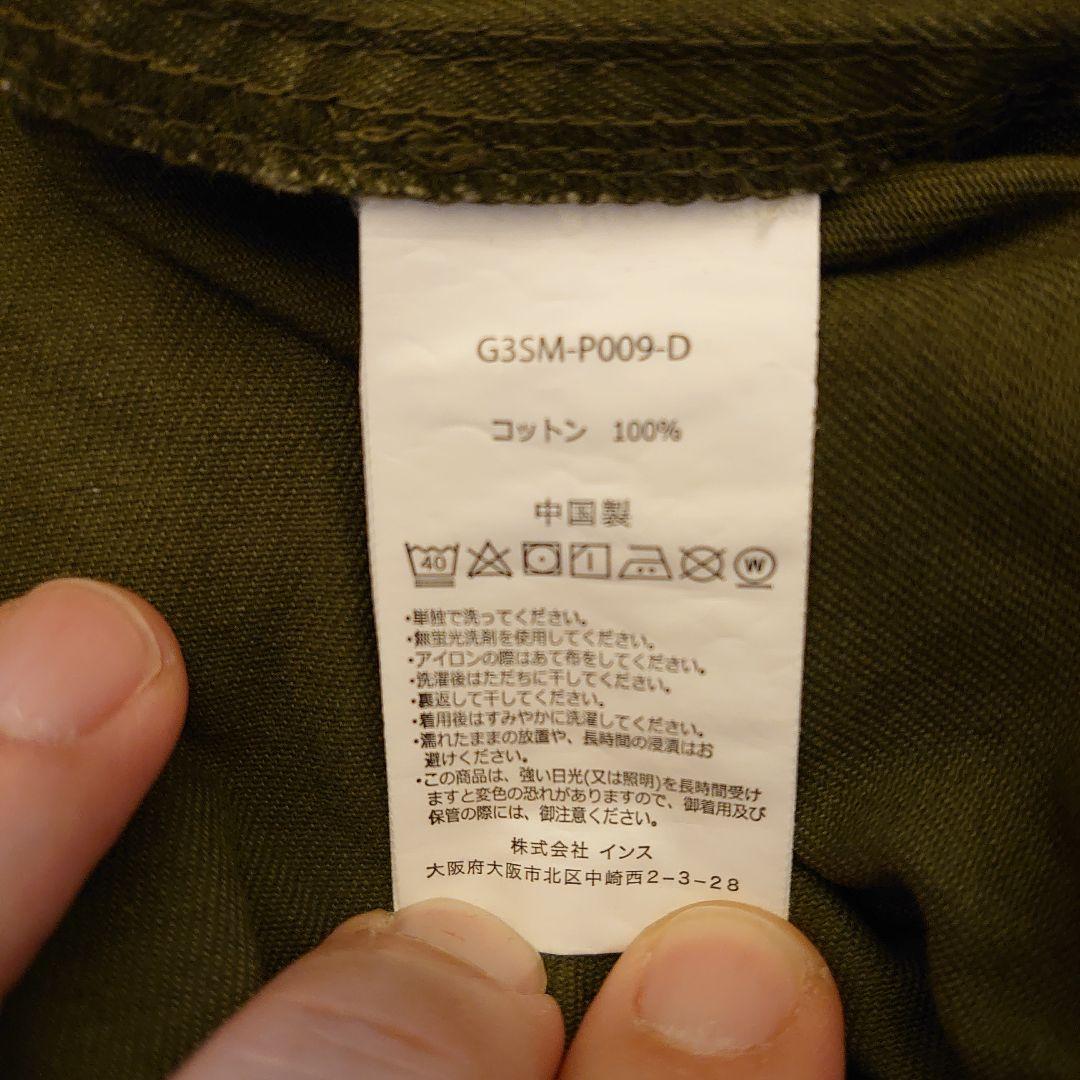 G3SM-P009-D
コットン 100%
中国製
40 W
・単独で洗ってください。
・無蛍光洗剤を使用してください。
・アイロンの際はあて布をしてください。
・洗濯後はただちに干してください。
・裏返して干してください。
・着用後はすみやかに洗濯してください。
・濡れたままの放置や、長時間の浸漬はお
避けください。
・この商品は、強い日光(又は照明)を長時間受け
ますと変色の恐れがありますので、御着用及び
保管の際には、御注意ください。
株式会社 インス
大阪府大阪市北区中崎西2-3-28